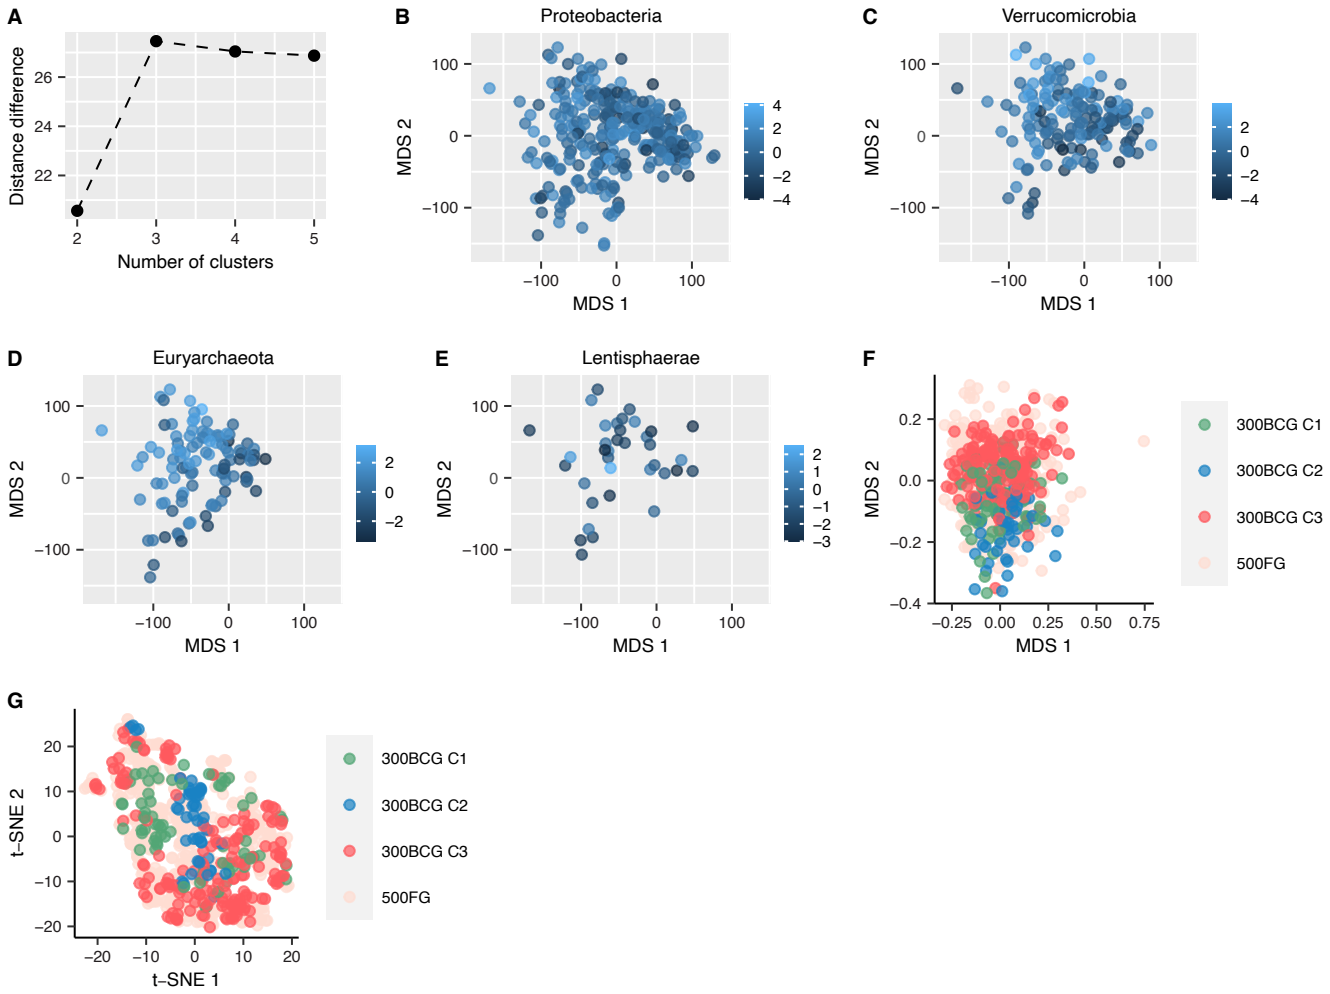 A
Distance difference
26
24
22
2 3 4 5
Number of clusters
B
Proteobacteria
MDS 2
100
0
−100
−100 0 100
MDS 1
4
2
0
−2
−4
C
Verrucomicrobia
MDS 2
100
0
−100
−100 0 100
MDS 1
2
0
−2
−4
D
Euryarchaeota
MDS 2
100
0
−100
−100 0 100
MDS 1
2
0
−2
E
Lentisphaerae
MDS 2
100
0
−100
−100 0 100
MDS 1
2
1
0
−1
−2
−3
F
MDS 2
0.2
0.0
−0.2
−0.4
−0.25 0.00 0.25 0.50 0.75
MDS 1
300BCG C1
300BCG C2
300BCG C3
500FG
G
t−SNE 2
20
10
0
−10
−20
−20 −10 0 10 20
t−SNE 1
300BCG C1
300BCG C2
300BCG C3
500FG